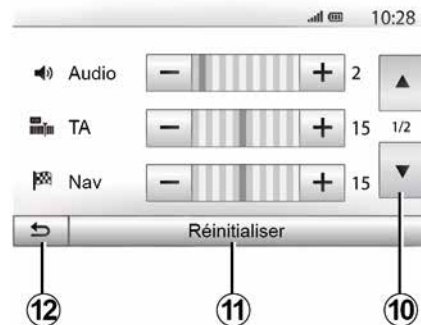 10:28
Audio 2
TA 15
1/2
Nav 15
Réinitialiser
12 11 10